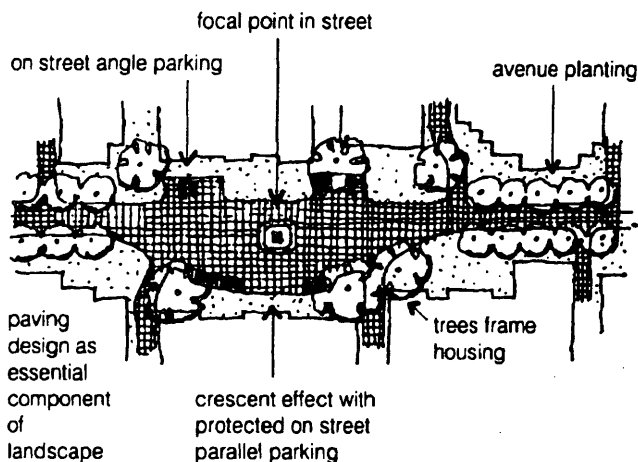 focal point in street
on street angle parking
avenue planting
paving
design as
essential
component
of
landscape
crescent effect with
protected on street
parallel parking
trees frame
housing